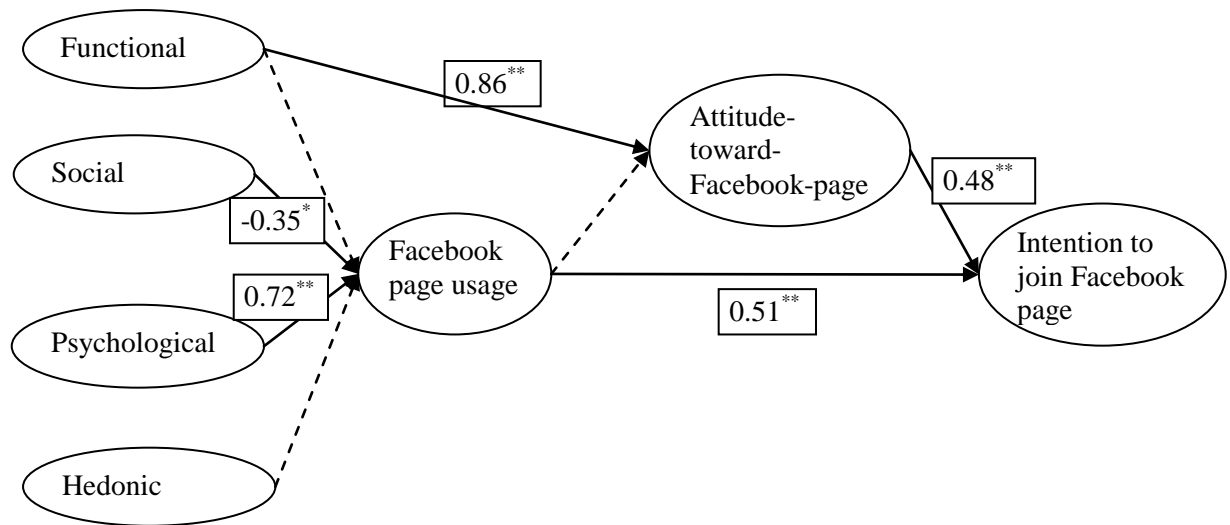 Functional
0.86**
Attitude-
toward-
Facebook-page
Social
-0.35*
0.48**
Facebook
page usage
Intention to
join Facebook
page
0.72**
0.51**
Psychological
Hedonic